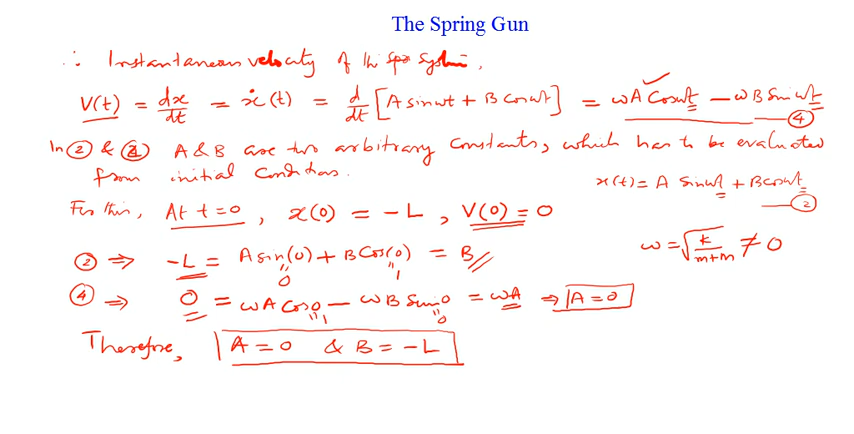 The Spring Gun
∴ Instantaneous velocity of the system,
V(t) = dx/dt = ẋ(t) = d/dt [A sinωt + B cosωt] = ωA Cosωt − ωB Sinωt — (4)
In (2) & (4) A & B are two arbitrary constants, which has to be evaluated
from initial conditions.
x(t) = A Sinωt + B cosωt — (2)
For this, At t=0, x(0) = −L, V(0) = 0
ω = √(k/(m+m)) ≠ 0
(2) ⇒ −L = A sin(0) + B Cos(0) = B
0 1
(4) ⇒ 0 = ωA Cos0 − ωB Sin0 = ωA ⇒ A = 0
1 0
Therefore, A = 0 & B = −L